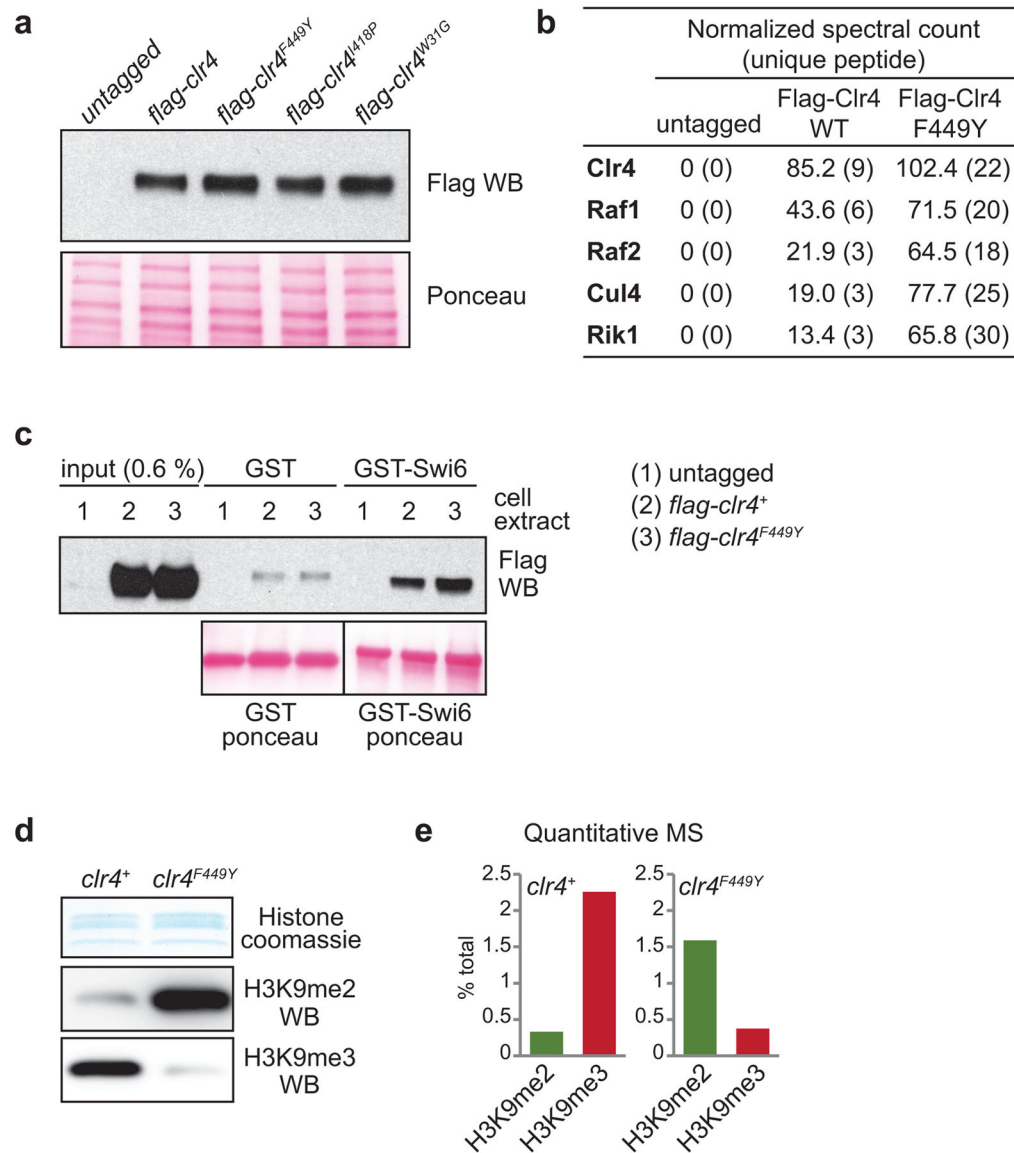 a
untagged
flag-clr4
flag-clr4F449Y
flag-clr4I418P
flag-clr4W31G
Flag WB
Ponceau
b
Normalized spectral count
(unique peptide)
untagged Flag-Clr4 WT Flag-Clr4 F449Y
Clr4 0 (0) 85.2 (9) 102.4 (22)
Raf1 0 (0) 43.6 (6) 71.5 (20)
Raf2 0 (0) 21.9 (3) 64.5 (18)
Cul4 0 (0) 19.0 (3) 77.7 (25)
Rik1 0 (0) 13.4 (3) 65.8 (30)
c
input (0.6 %) GST GST-Swi6
1 2 3 1 2 3 1 2 3 cell
extract
Flag
WB
GST
ponceau
GST-Swi6
ponceau
(1) untagged
(2) flag-clr4+
(3) flag-clr4F449Y
d
clr4+ clr4F449Y
Histone
coomassie
H3K9me2
WB
H3K9me3
WB
e
Quantitative MS
% total
2.5
2
1.5
1
0.5
0
clr4+
H3K9me2
H3K9me3
2.5
2
1.5
1
0.5
0
clr4F449Y
H3K9me2
H3K9me3